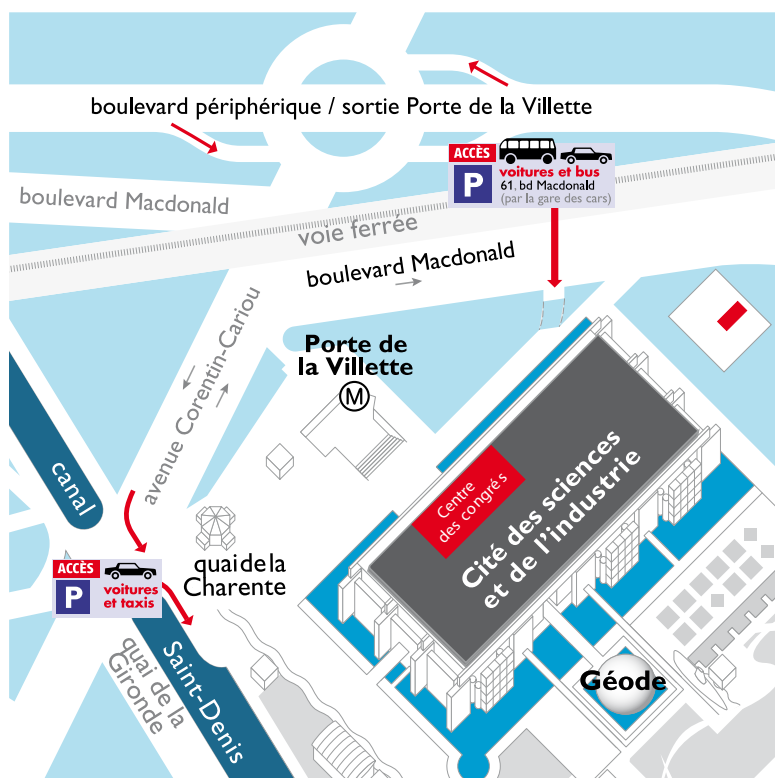 boulevard périphérique / sortie Porte de la Villette
ACCÈS
P
voitures et bus
61, bd Macdonald
(par la gare des cars)
boulevard Macdonald
voie ferrée
boulevard Macdonald
avenue Corentin-Cariou
Porte de
la Villette
M
canal
Centre
des congrés
Cité des sciences
et de l'industrie
quai de la
Charente
ACCÈS
P
voitures
et taxis
quai de la
Gironde
Saint-Denis
Géode